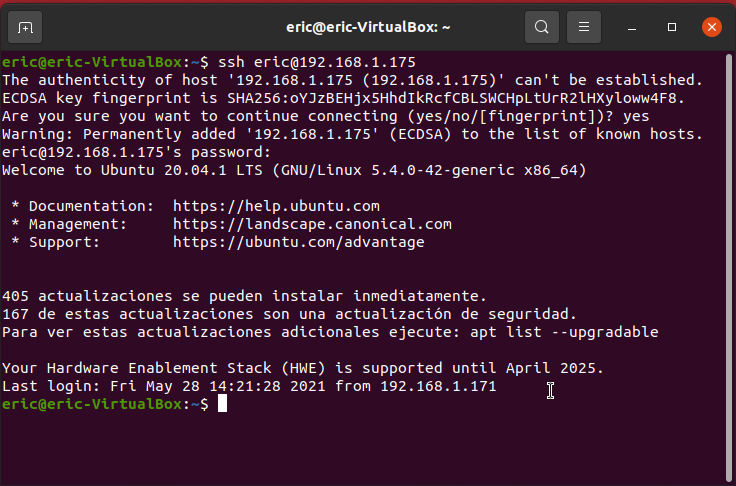 eric@eric-VirtualBox: ~
eric@eric-VirtualBox:~$ ssh eric@192.168.1.175
The authenticity of host '192.168.1.175 (192.168.1.175)' can't be established.
ECDSA key fingerprint is SHA256:oYJzBEHjx5HhdIkRcfCBLSWCHpLtUrR2lHXyloww4F8.
Are you sure you want to continue connecting (yes/no/[fingerprint])? yes
Warning: Permanently added '192.168.1.175' (ECDSA) to the list of known hosts.
eric@192.168.1.175's password:
Welcome to Ubuntu 20.04.1 LTS (GNU/Linux 5.4.0-42-generic x86_64)
* Documentation:  https://help.ubuntu.com
* Management:     https://landscape.canonical.com
* Support:        https://ubuntu.com/advantage
405 actualizaciones se pueden instalar inmediatamente.
167 de estas actualizaciones son una actualización de seguridad.
Para ver estas actualizaciones adicionales ejecute: apt list --upgradable
Your Hardware Enablement Stack (HWE) is supported until April 2025.
Last login: Fri May 28 14:21:28 2021 from 192.168.1.171
eric@eric-VirtualBox:~$